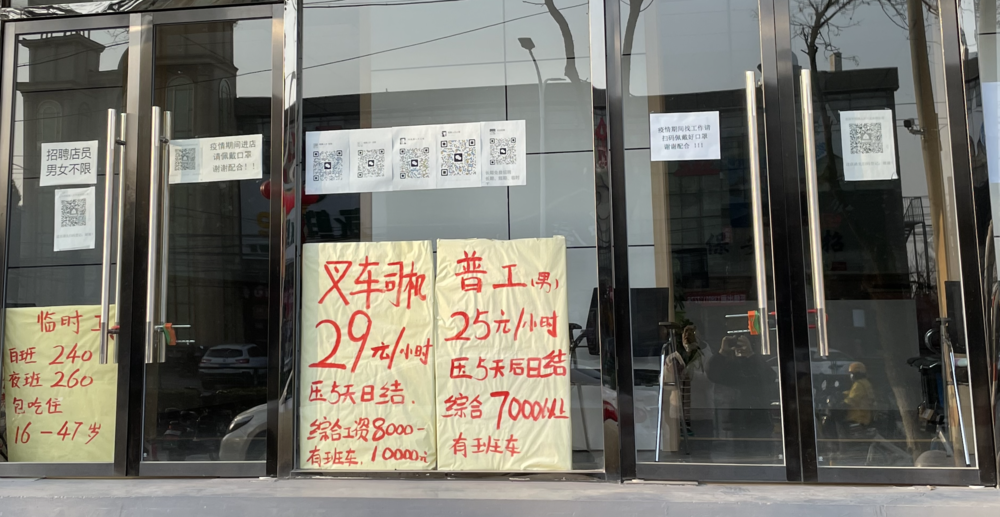 招聘店员
男女不限
疫情期间进店
请佩戴口罩
谢谢配合！！
疫情期间找工作请
扫码佩戴好口罩
谢谢配合 !!!
临时工
白班 240
夜班 260
包吃住
16-47岁
叉车司机
29元/小时
压5天日结.
综合工资8000-
有班车. 10000元
普工(男)
25元/小时
压5天后日结
综合7000以上
有班车